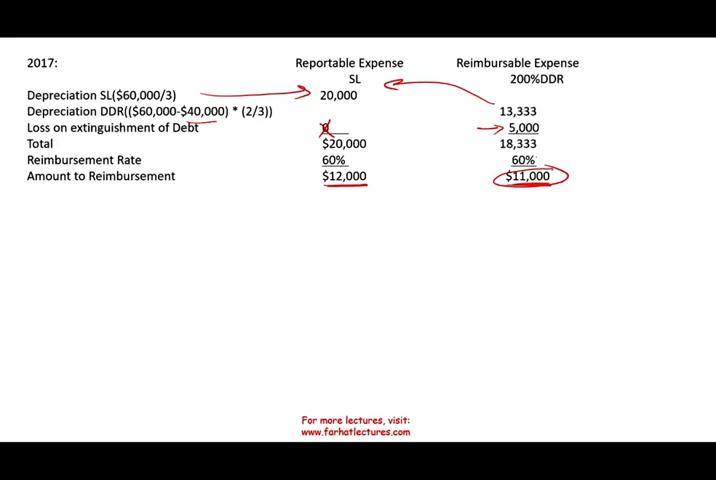 2017: Reportable Expense Reimbursable Expense
SL 200%DDR
Depreciation SL($60,000/3) 20,000
Depreciation DDR(($60,000-$40,000) * (2/3)) 13,333
Loss on extinguishment of Debt 0 5,000
Total $20,000 18,333
Reimbursement Rate 60% 60%
Amount to Reimbursement $12,000 $11,000
For more lectures, visit:
www.farhatlectures.com